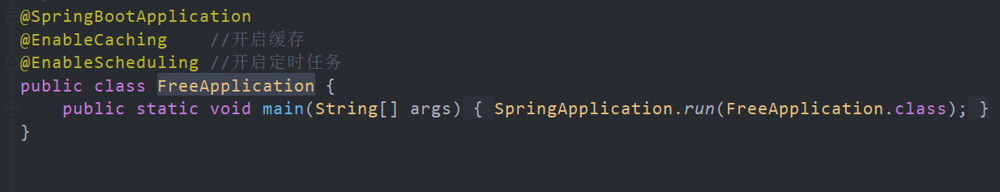 @SpringBootApplication
@EnableCaching    //开启缓存
@EnableScheduling //开启定时任务
public class FreeApplication {
    public static void main(String[] args) { SpringApplication.run(FreeApplication.class); }
}